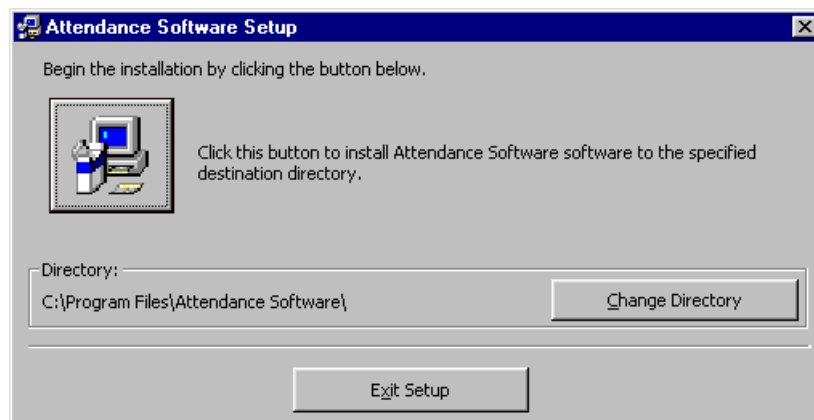 Attendance Software Setup
Begin the installation by clicking the button below.
Click this button to install Attendance Software software to the specified
destination directory.
Directory:
C:\Program Files\Attendance Software\
Change Directory
Exit Setup